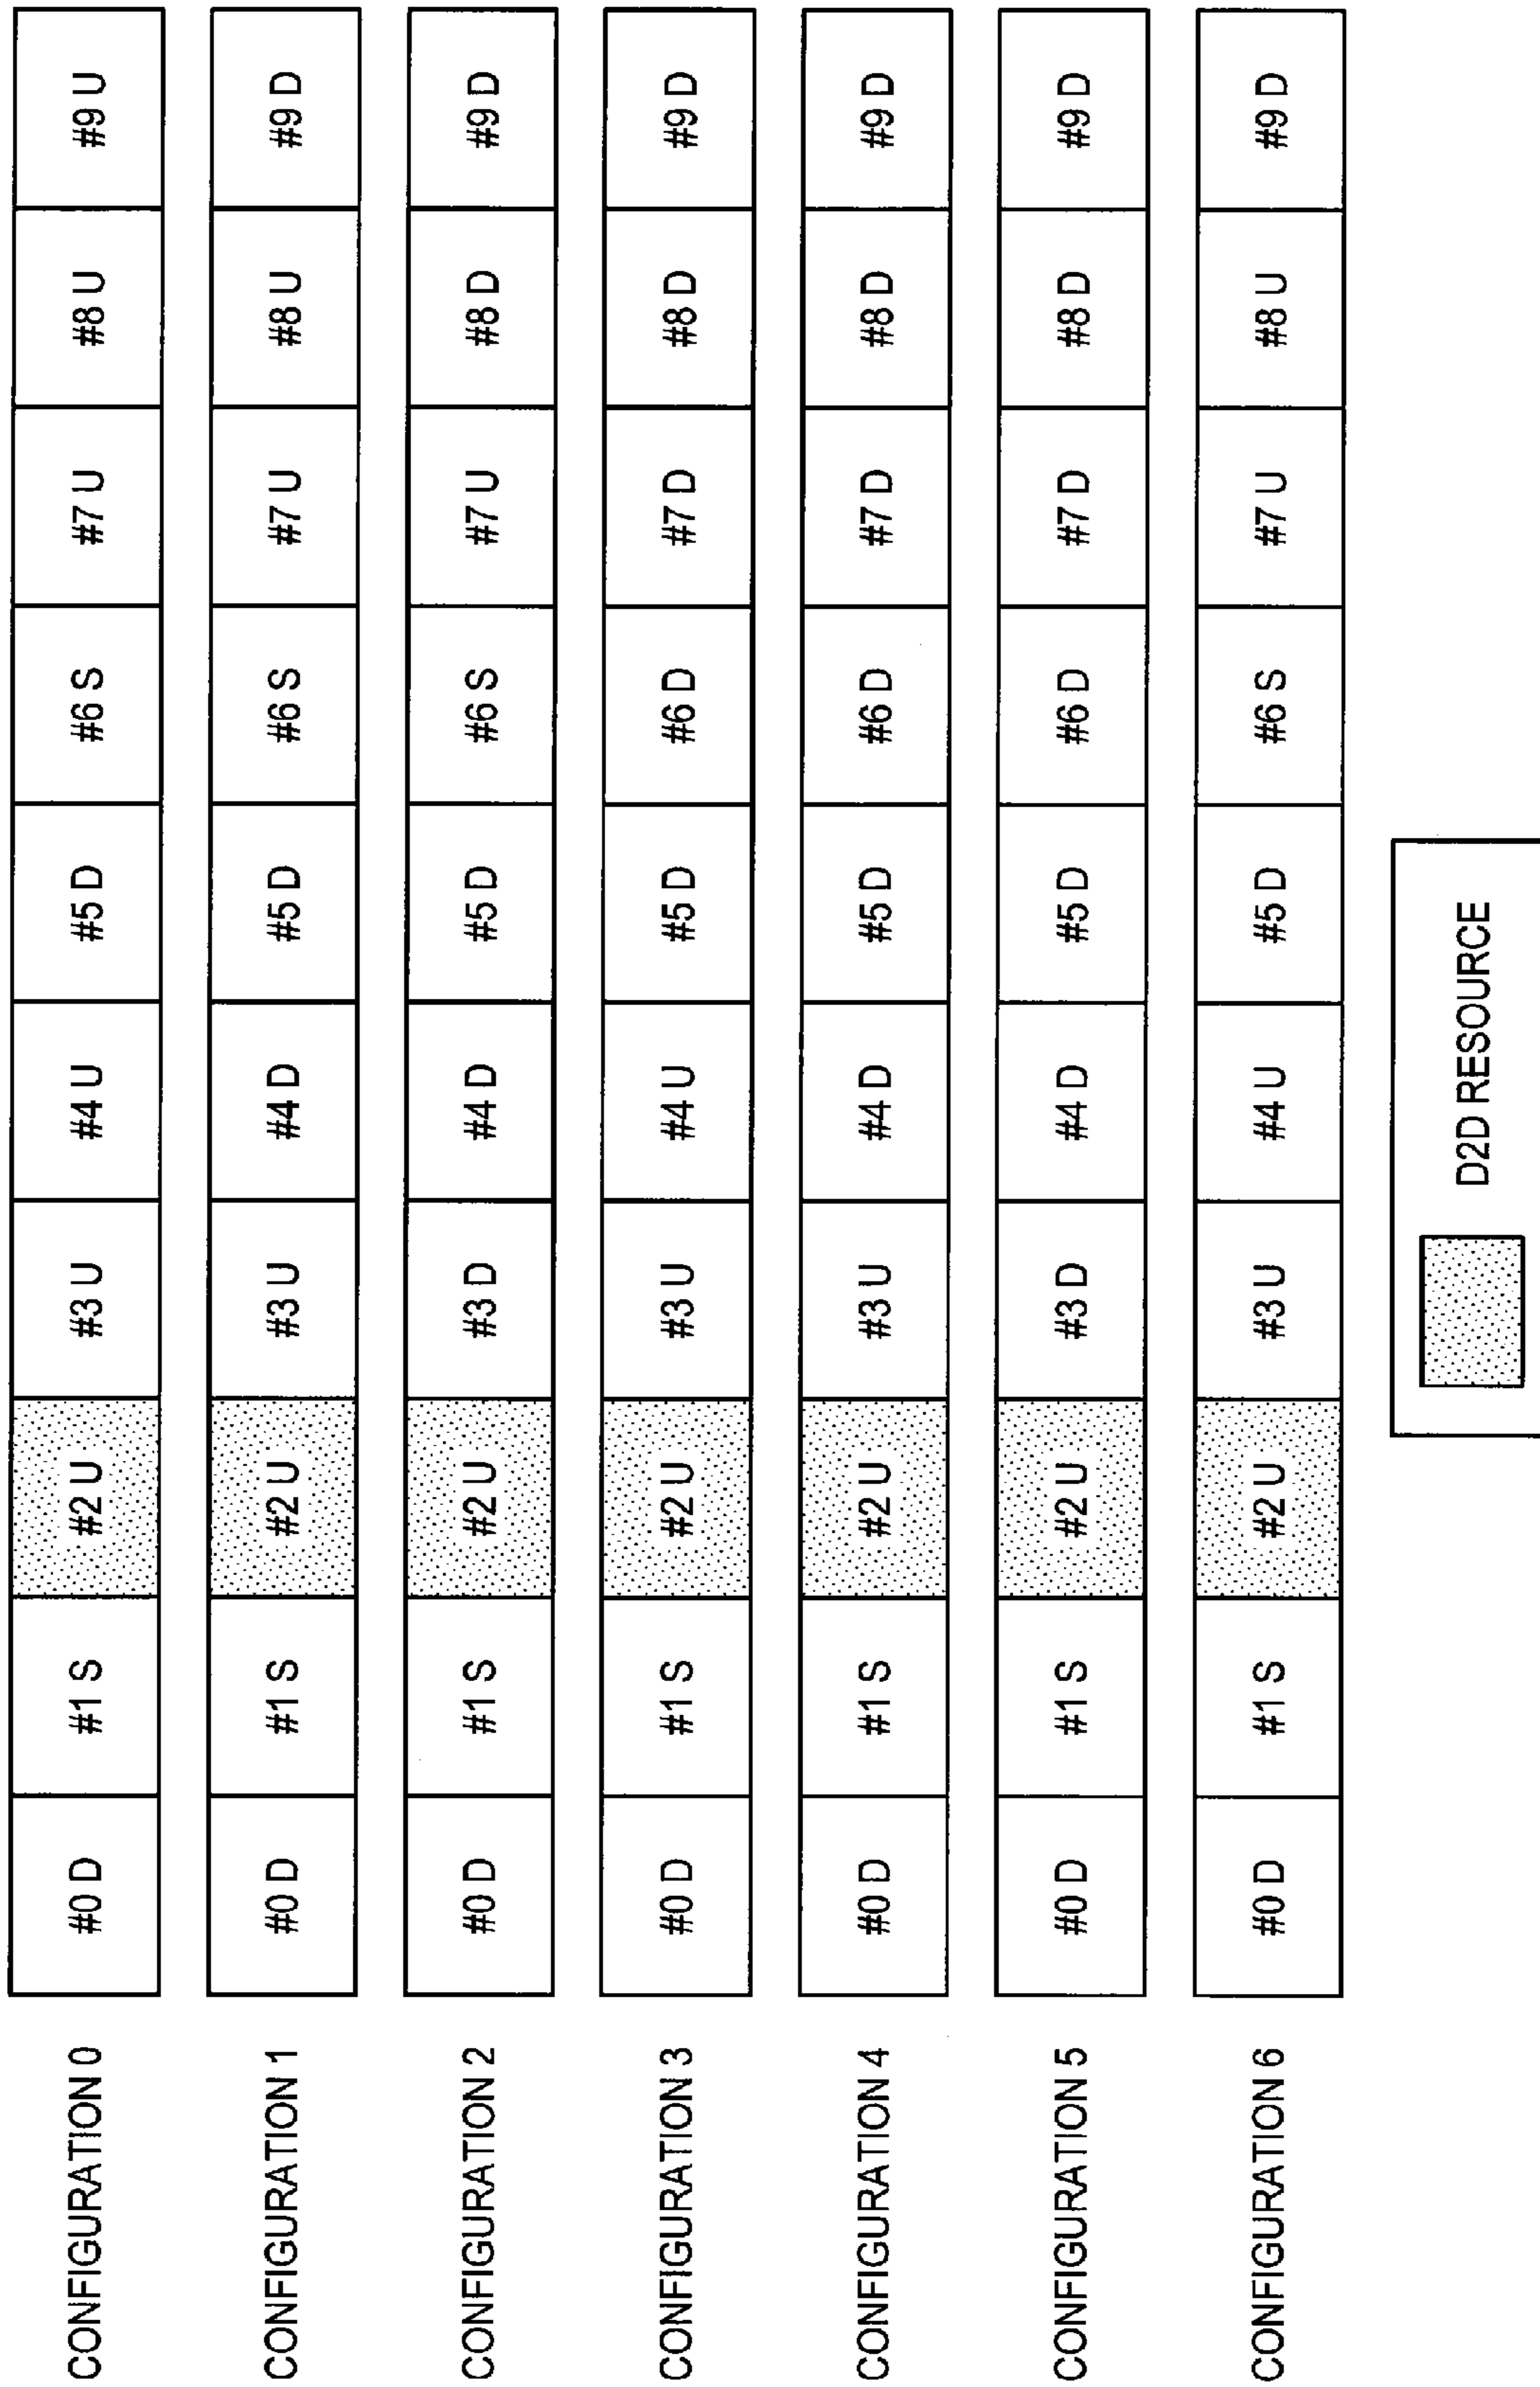 CONFIGURATION 0 #0 D #1 S #2 U #3 U #4 U #5 D #6 S #7 U #8 U #9 U
CONFIGURATION 1 #0 D #1 S #2 U #3 U #4 D #5 D #6 S #7 U #8 U #9 D
CONFIGURATION 2 #0 D #1 S #2 U #3 D #4 D #5 D #6 S #7 U #8 D #9 D
CONFIGURATION 3 #0 D #1 S #2 U #3 U #4 U #5 D #6 D #7 D #8 D #9 D
CONFIGURATION 4 #0 D #1 S #2 U #3 U #4 D #5 D #6 D #7 D #8 D #9 D
CONFIGURATION 5 #0 D #1 S #2 U #3 D #4 D #5 D #6 D #7 D #8 D #9 D
CONFIGURATION 6 #0 D #1 S #2 U #3 U #4 U #5 D #6 S #7 U #8 U #9 D
D2D RESOURCE